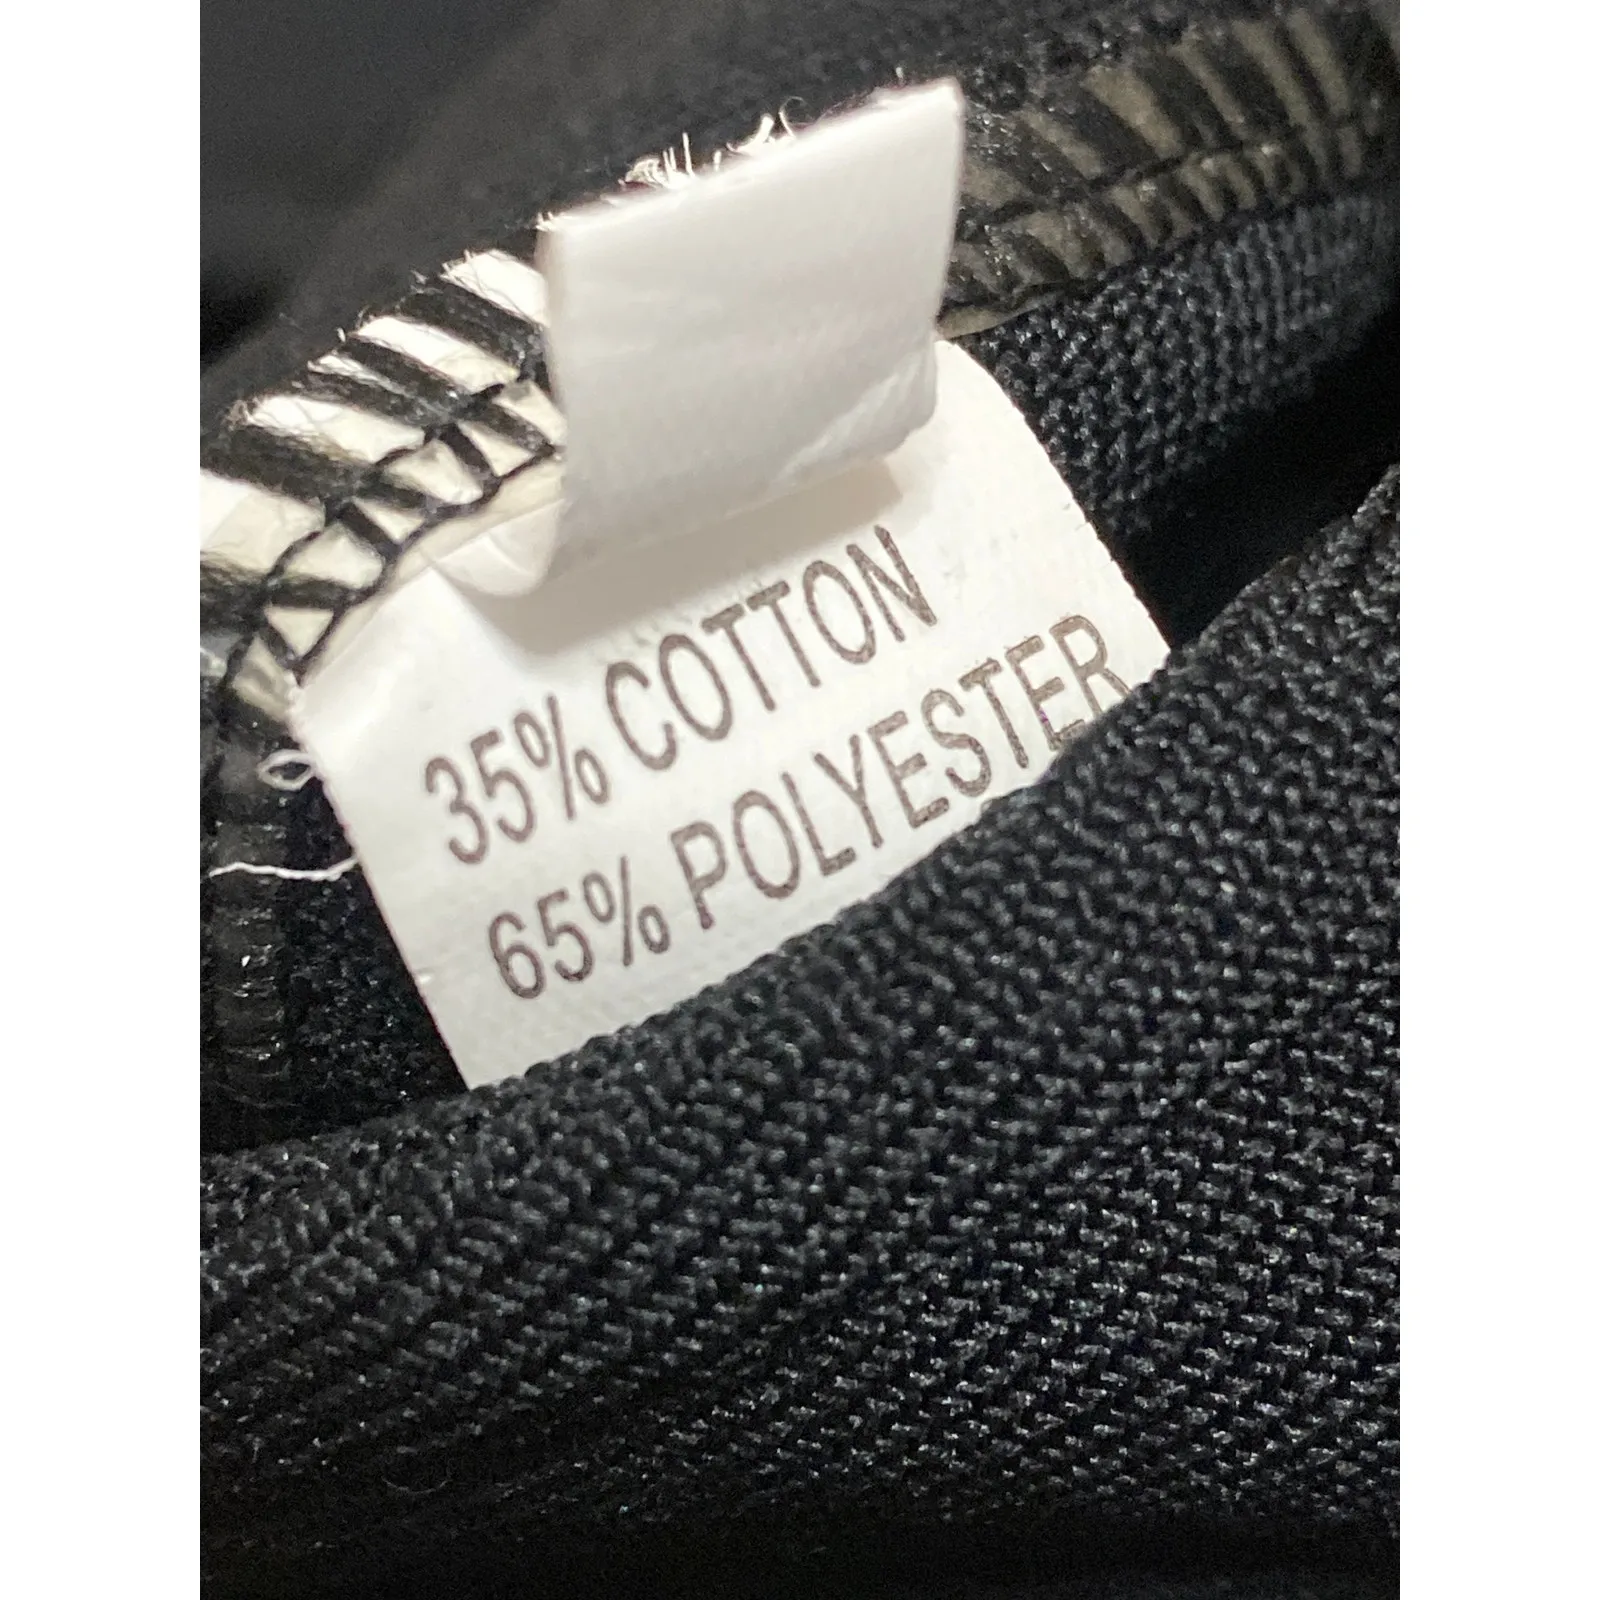 35% COTTON
65% POLYESTER